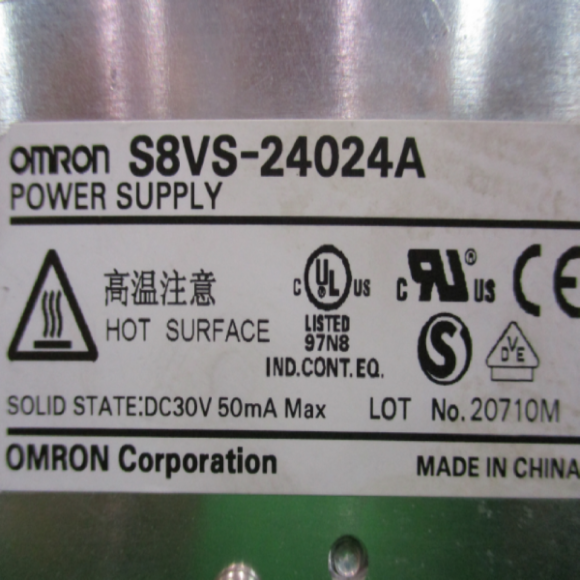 OMRON S8VS-24024A
POWER SUPPLY
高温注意
HOT SURFACE
C UL US
LISTED
97N8
IND.CONT.EQ.
C RU ® US
CE
S
DVE
SOLID STATE:DC30V 50mA Max
LOT No. 20710M
OMRON Corporation
MADE IN CHINA